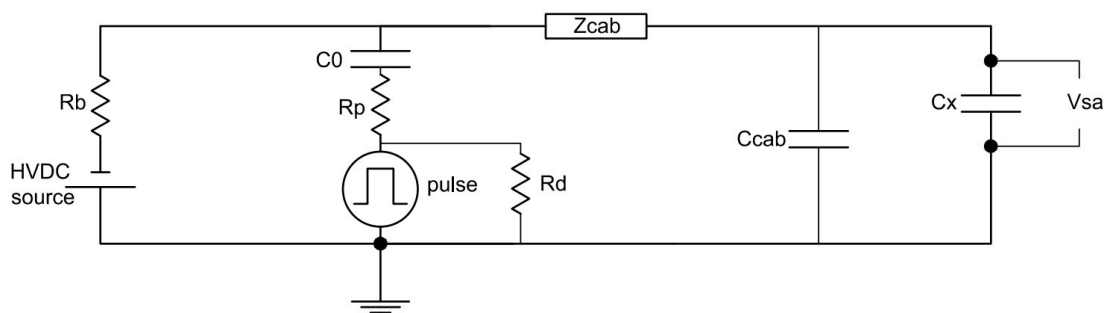 Zcab
C0
Rb
Rp
Cx
Vsa
Ccab
HVDC
source
pulse
Rd